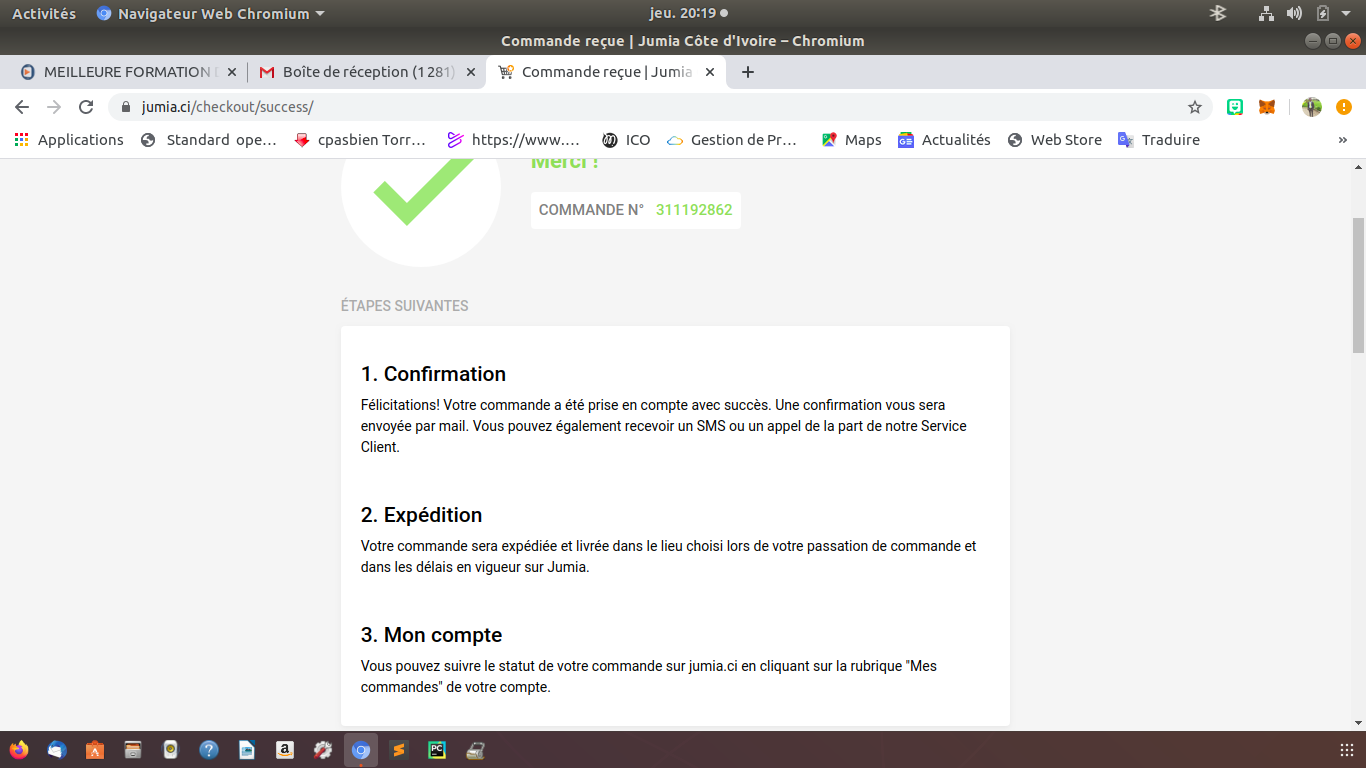 Activités
Navigateur Web Chromium
jeu. 20:19
Commande reçue | Jumia Côte d'Ivoire – Chromium
MEILLEURE FORMATION
Boîte de réception (1 281)
Commande reçue | Jumia
jumia.ci/checkout/success/
Applications
Standard ope…
cpasbien Torr…
https://www.…
ICO
Gestion de Pr…
Maps
Actualités
Web Store
Traduire
»
Merci !
COMMANDE N° 311192862
ÉTAPES SUIVANTES
1. Confirmation
Félicitations! Votre commande a été prise en compte avec succès. Une confirmation vous sera
envoyée par mail. Vous pouvez également recevoir un SMS ou un appel de la part de notre Service
Client.
2. Expédition
Votre commande sera expédiée et livrée dans le lieu choisi lors de votre passation de commande et
dans les délais en vigueur sur Jumia.
3. Mon compte
Vous pouvez suivre le statut de votre commande sur jumia.ci en cliquant sur la rubrique "Mes
commandes" de votre compte.